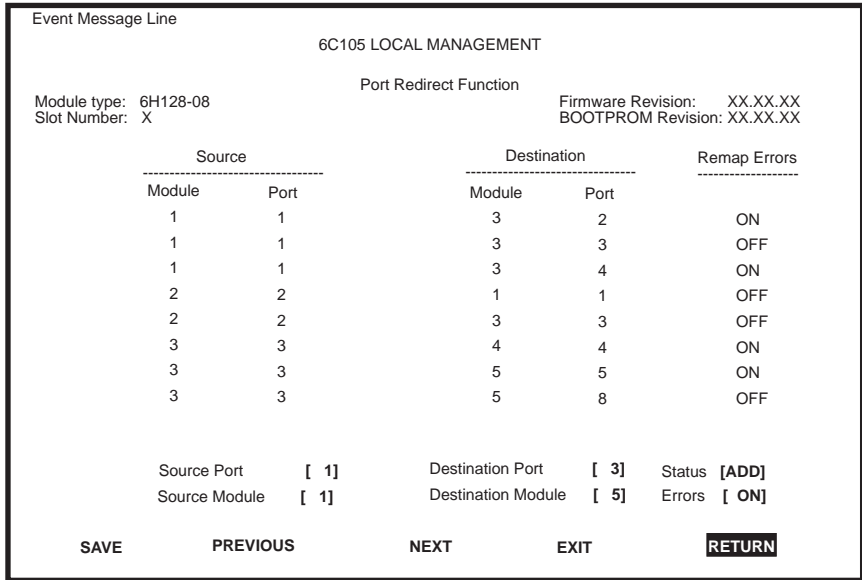 Event Message Line
6C105 LOCAL MANAGEMENT
Port Redirect Function
Module type: 6H128-08 Firmware Revision: XX.XX.XX
Slot Number: X BOOTPROM Revision: XX.XX.XX
Source Destination Remap Errors
---------------------------------- -------------------------------- -------------------
Module Port Module Port
1 1 3 2 ON
1 1 3 3 OFF
1 1 3 4 ON
2 2 1 1 OFF
2 2 3 3 OFF
3 3 4 4 ON
3 3 5 5 ON
3 3 5 8 OFF
Source Port [ 1] Destination Port [ 3] Status [ADD]
Source Module [ 1] Destination Module [ 5] Errors [ ON]
SAVE PREVIOUS NEXT EXIT RETURN